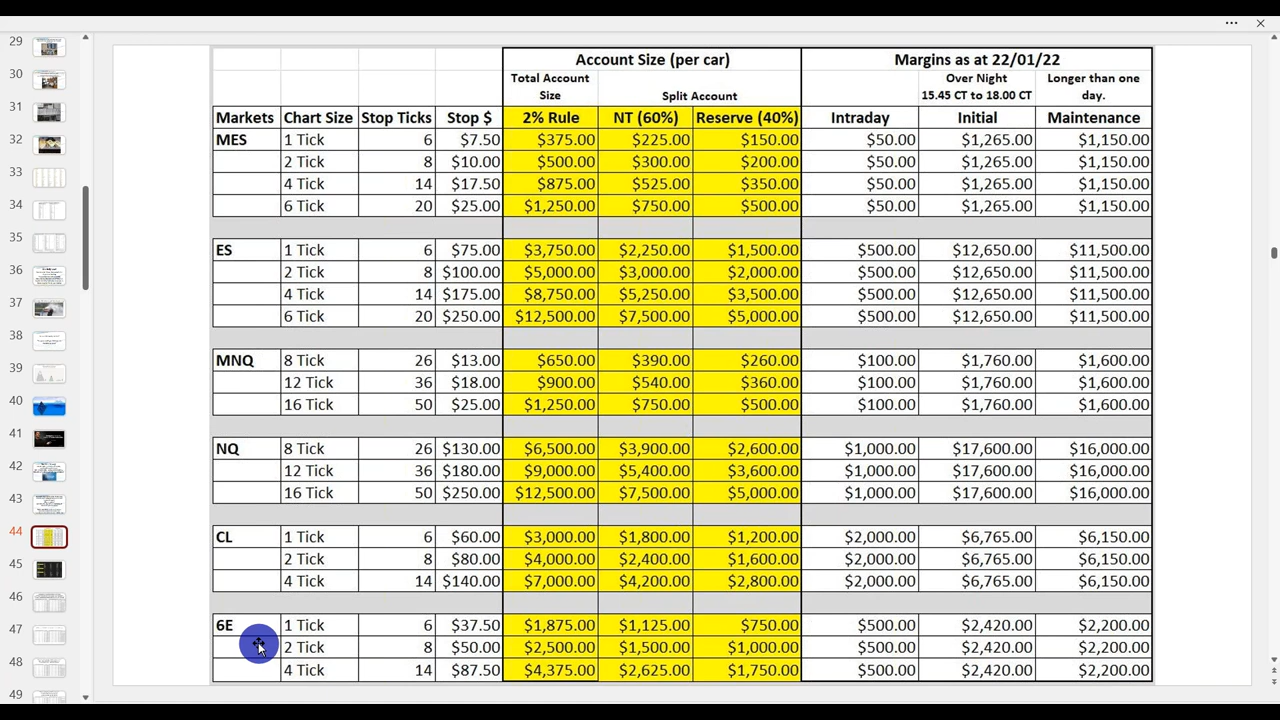 Account Size (per car) Margins as at 22/01/22
Total Account Size Split Account Over Night 15.45 CT to 18.00 CT Longer than one day.
Markets Chart Size Stop Ticks Stop $ 2% Rule NT (60%) Reserve (40%) Intraday Initial Maintenance
MES 1 Tick 6 $7.50 $375.00 $225.00 $150.00 $50.00 $1,265.00 $1,150.00
2 Tick 8 $10.00 $500.00 $300.00 $200.00 $50.00 $1,265.00 $1,150.00
4 Tick 14 $17.50 $875.00 $525.00 $350.00 $50.00 $1,265.00 $1,150.00
6 Tick 20 $25.00 $1,250.00 $750.00 $500.00 $50.00 $1,265.00 $1,150.00
ES 1 Tick 6 $75.00 $3,750.00 $2,250.00 $1,500.00 $500.00 $12,650.00 $11,500.00
2 Tick 8 $100.00 $5,000.00 $3,000.00 $2,000.00 $500.00 $12,650.00 $11,500.00
4 Tick 14 $175.00 $8,750.00 $5,250.00 $3,500.00 $500.00 $12,650.00 $11,500.00
6 Tick 20 $250.00 $12,500.00 $7,500.00 $5,000.00 $500.00 $12,650.00 $11,500.00
MNQ 8 Tick 26 $13.00 $650.00 $390.00 $260.00 $100.00 $1,760.00 $1,600.00
12 Tick 36 $18.00 $900.00 $540.00 $360.00 $100.00 $1,760.00 $1,600.00
16 Tick 50 $25.00 $1,250.00 $750.00 $500.00 $100.00 $1,760.00 $1,600.00
NQ 8 Tick 26 $130.00 $6,500.00 $3,900.00 $2,600.00 $1,000.00 $17,600.00 $16,000.00
12 Tick 36 $180.00 $9,000.00 $5,400.00 $3,600.00 $1,000.00 $17,600.00 $16,000.00
16 Tick 50 $250.00 $12,500.00 $7,500.00 $5,000.00 $1,000.00 $17,600.00 $16,000.00
CL 1 Tick 6 $60.00 $3,000.00 $1,800.00 $1,200.00 $2,000.00 $6,765.00 $6,150.00
2 Tick 8 $80.00 $4,000.00 $2,400.00 $1,600.00 $2,000.00 $6,765.00 $6,150.00
4 Tick 14 $140.00 $7,000.00 $4,200.00 $2,800.00 $2,000.00 $6,765.00 $6,150.00
6E 1 Tick 6 $37.50 $1,875.00 $1,125.00 $750.00 $500.00 $2,420.00 $2,200.00
2 Tick 8 $50.00 $2,500.00 $1,500.00 $1,000.00 $500.00 $2,420.00 $2,200.00
4 Tick 14 $87.50 $4,375.00 $2,625.00 $1,750.00 $500.00 $2,420.00 $2,200.00
29
30
31
32
33
34
35
36
37
38
39
40
41
42
43
44
45
46
47
48
49